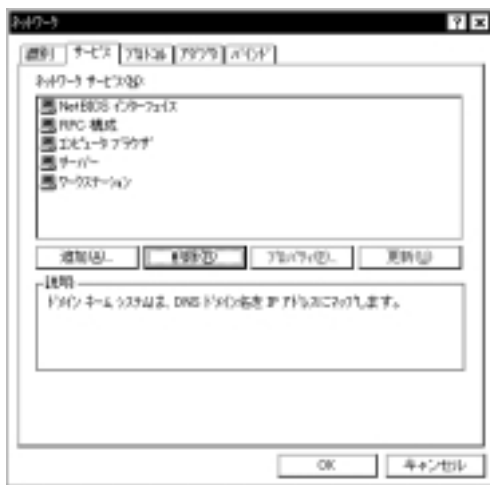 ネットワーク
識別 サービス プロトコル アダプタ バインド
ネットワーク サービス(N):
NetBIOS インターフェイス
RPC 構成
コンピュータ ブラウザ
サーバー
ワークステーション
追加(A)... 削除(R) プロパティ(P)... 更新(U)
説明:
ドメイン ネーム システムは、DNS ドメイン名を IP アドレスにマップします。
OK キャンセル